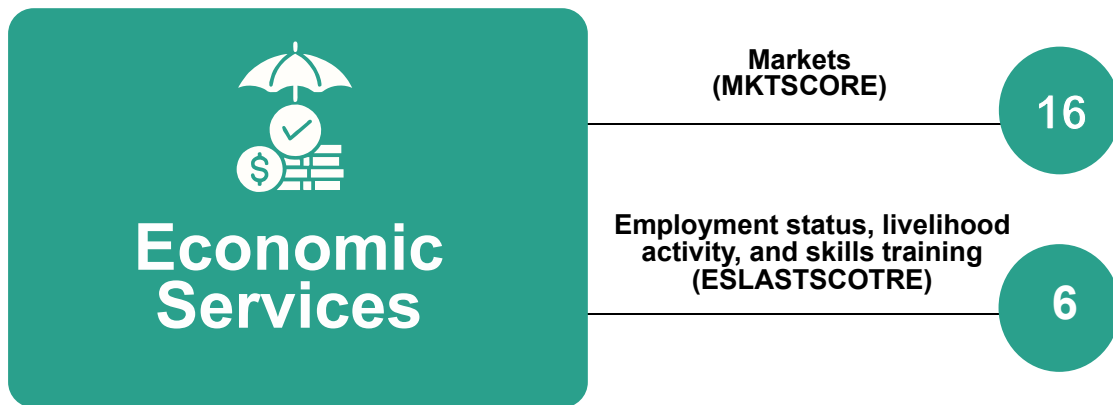 $
Economic
Services
Markets
(MKTSCORE)
16
Employment status, livelihood
activity, and skills training
(ESLASTSCOTRE)
6